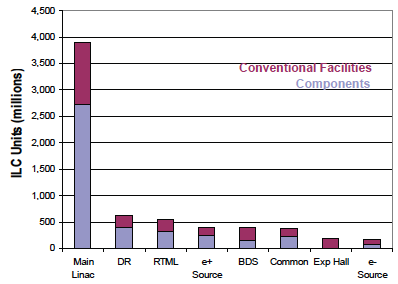 4,500
4,000
3,500
3,000
2,500
2,000
1,500
1,000
500
0
ILC Units (millions)
Conventional Facilities
Components
Main Linac
DR
RTML
e+ Source
BDS
Common
Exp Hall
e- Source